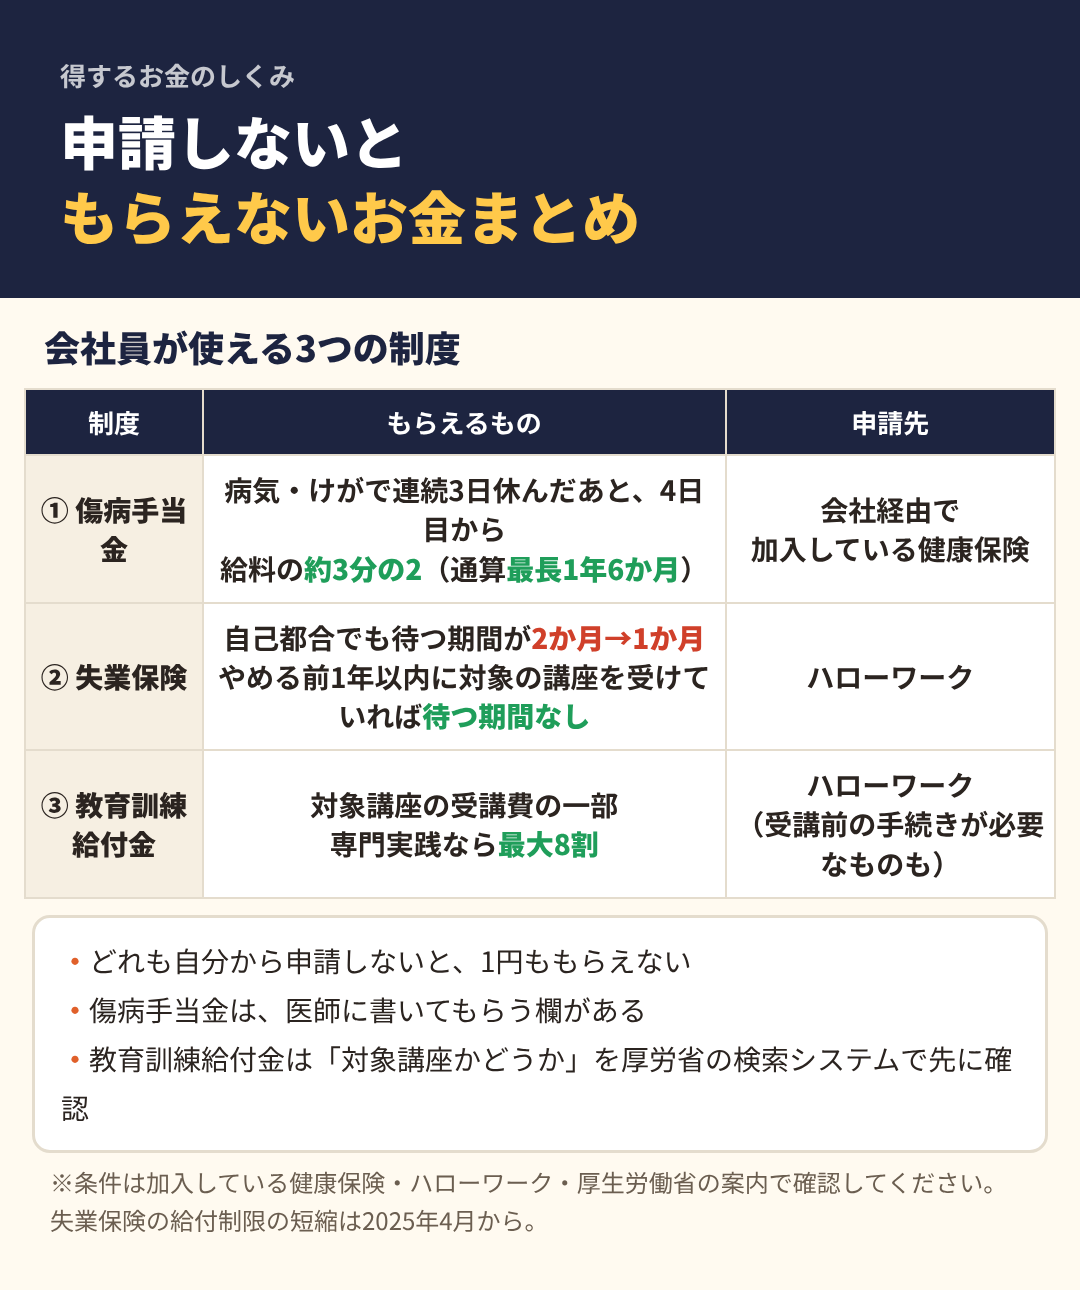 得するお金のしくみ
申請しないと
もらえないお金まとめ
会社員が使える3つの制度
制度 もらえるもの 申請先
① 傷病手当
金
病気・けがで連続3日休んだあと、4日
目から
給料の約3分の2（通算最長1年6か月）
会社経由で
加入している健康保険
② 失業保険
自己都合でも待つ期間が2か月→1か月
やめる前1年以内に対象の講座を受けて
いれば待つ期間なし
ハローワーク
③ 教育訓練
給付金
対象講座の受講費の一部
専門実践なら最大8割
ハローワーク
（受講前の手続きが必要
なものも）
・どれも自分から申請しないと、1円ももらえない
・傷病手当金は、医師に書いてもらう欄がある
・教育訓練給付金は「対象講座かどうか」を厚労省の検索システムで先に確
認
※条件は加入している健康保険・ハローワーク・厚生労働省の案内で確認してください。
失業保険の給付制限の短縮は2025年4月から。